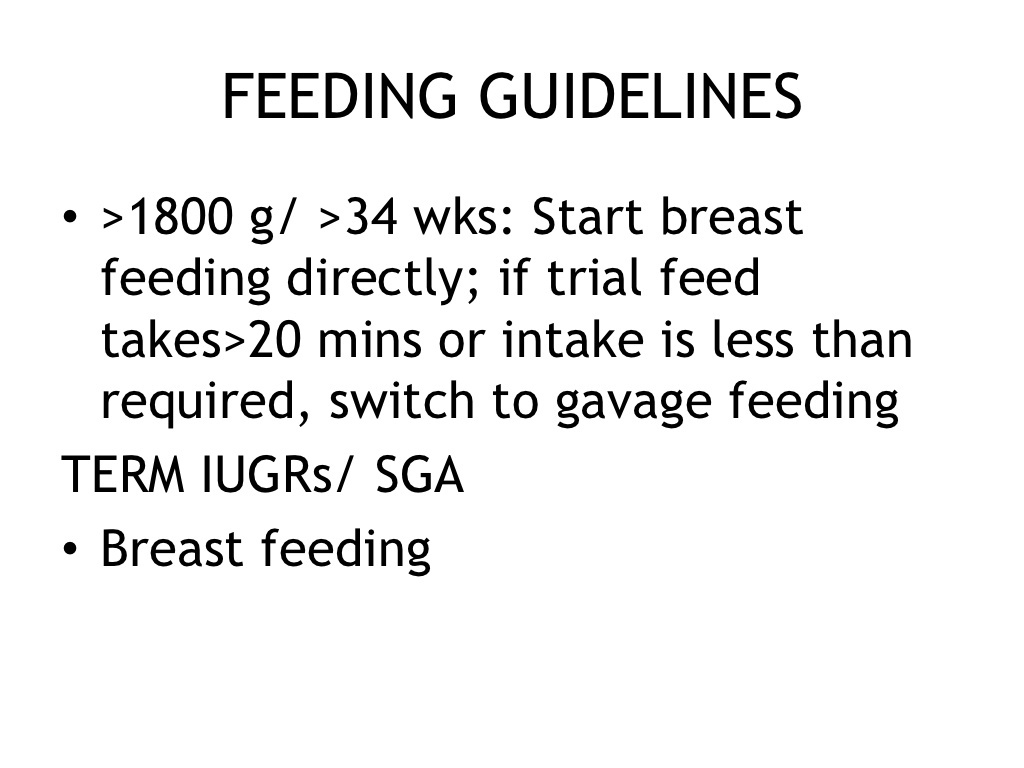 FEEDING GUIDELINES
• >1800 g/ >34 wks: Start breast
feeding directly; if trial feed
takes>20 mins or intake is less than
required, switch to gavage feeding
TERM IUGRs/ SGA
• Breast feeding